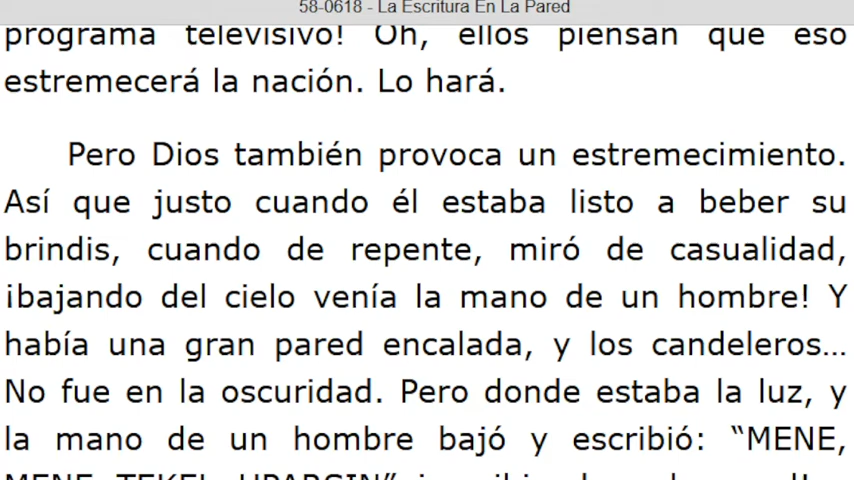 58-0618 - La Escritura En La Pared
programa televisivo! Oh, ellos piensan que eso
estremecerá la nación. Lo hará.
Pero Dios también provoca un estremecimiento.
Así que justo cuando él estaba listo a beber su
brindis, cuando de repente, miró de casualidad,
¡bajando del cielo venía la mano de un hombre! Y
había una gran pared encalada, y los candeleros…
No fue en la oscuridad. Pero donde estaba la luz, y
la mano de un hombre bajó y escribió: “MENE,
MENE, TEKEL, UPARSIN”